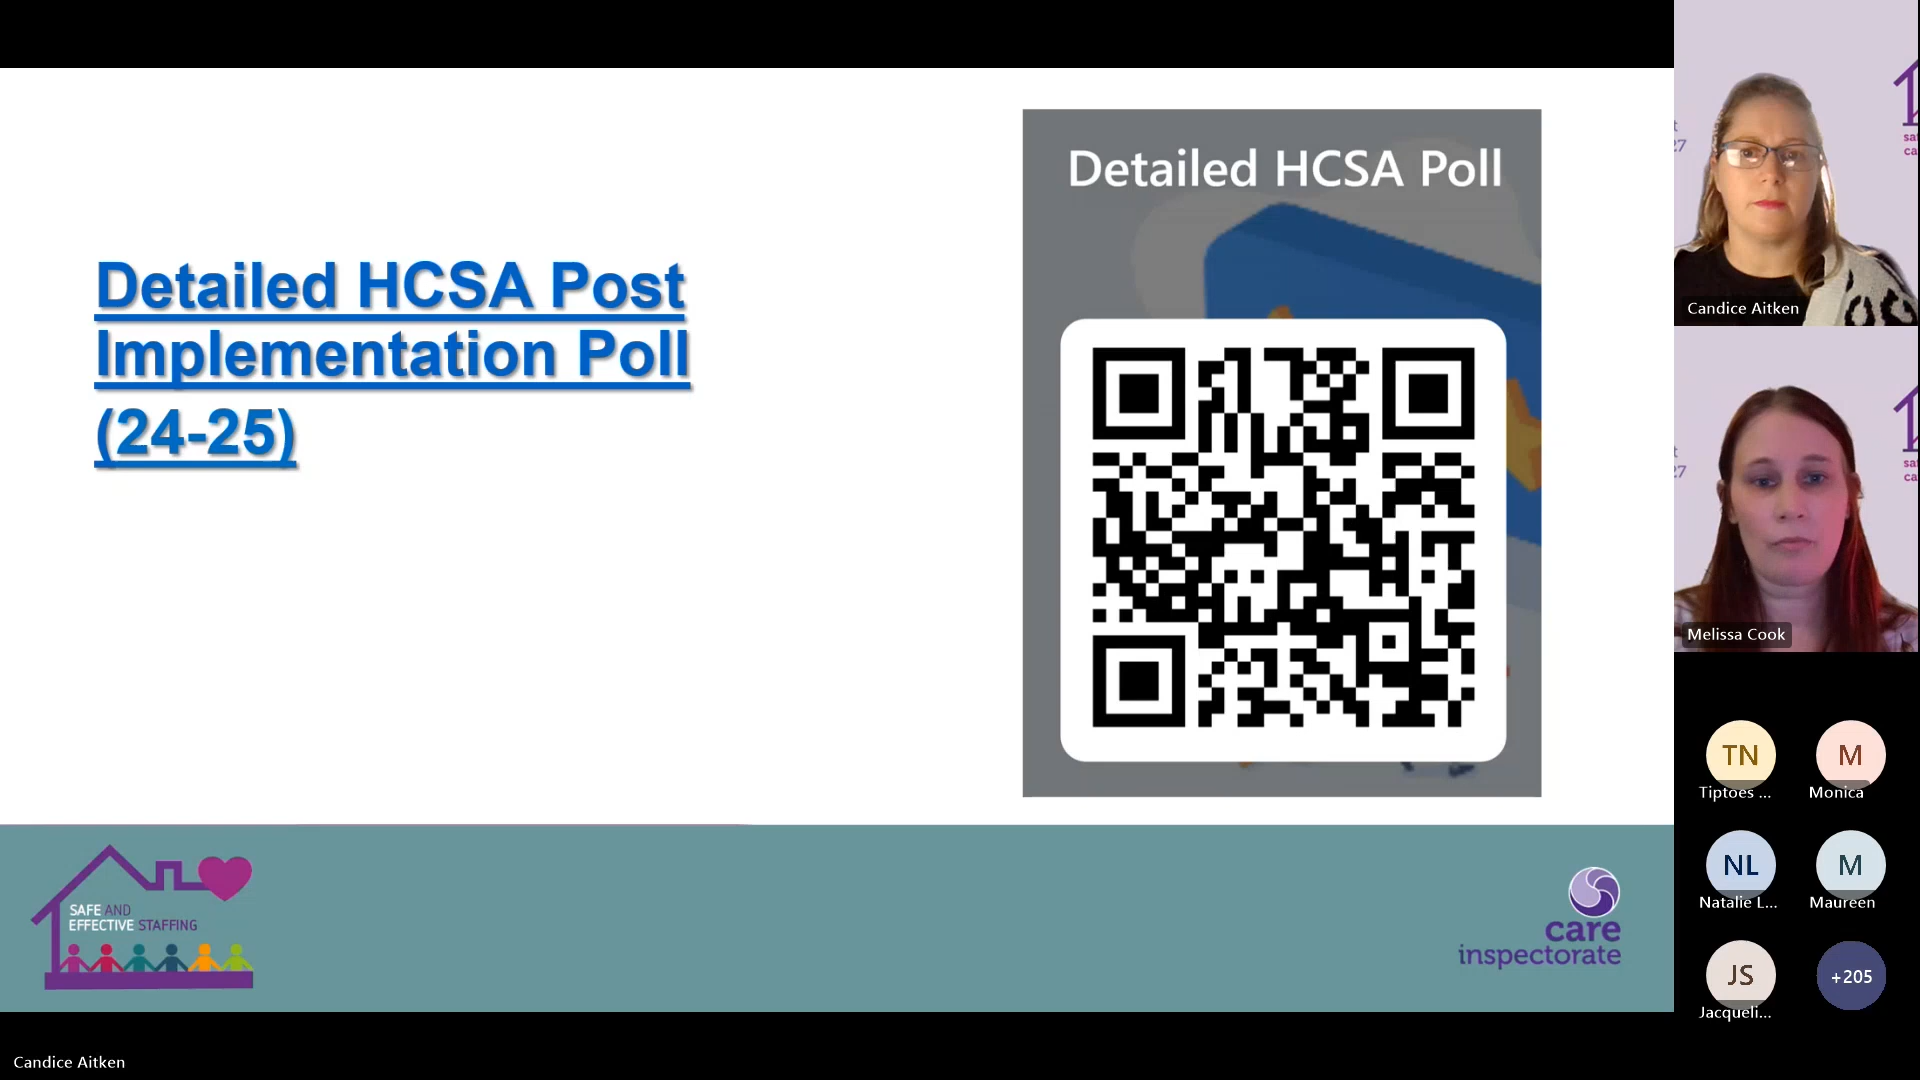 Detailed HCSA Post
Implementation Poll
(24-25)
Detailed HCSA Poll
SAFE AND
EFFECTIVE STAFFING
care
inspectorate
Candice Aitken
Melissa Cook
TN
Tiptoes ...
M
Monica
NL
Natalie L...
M
Maureen
JS
Jacqueli...
+205
Candice Aitken